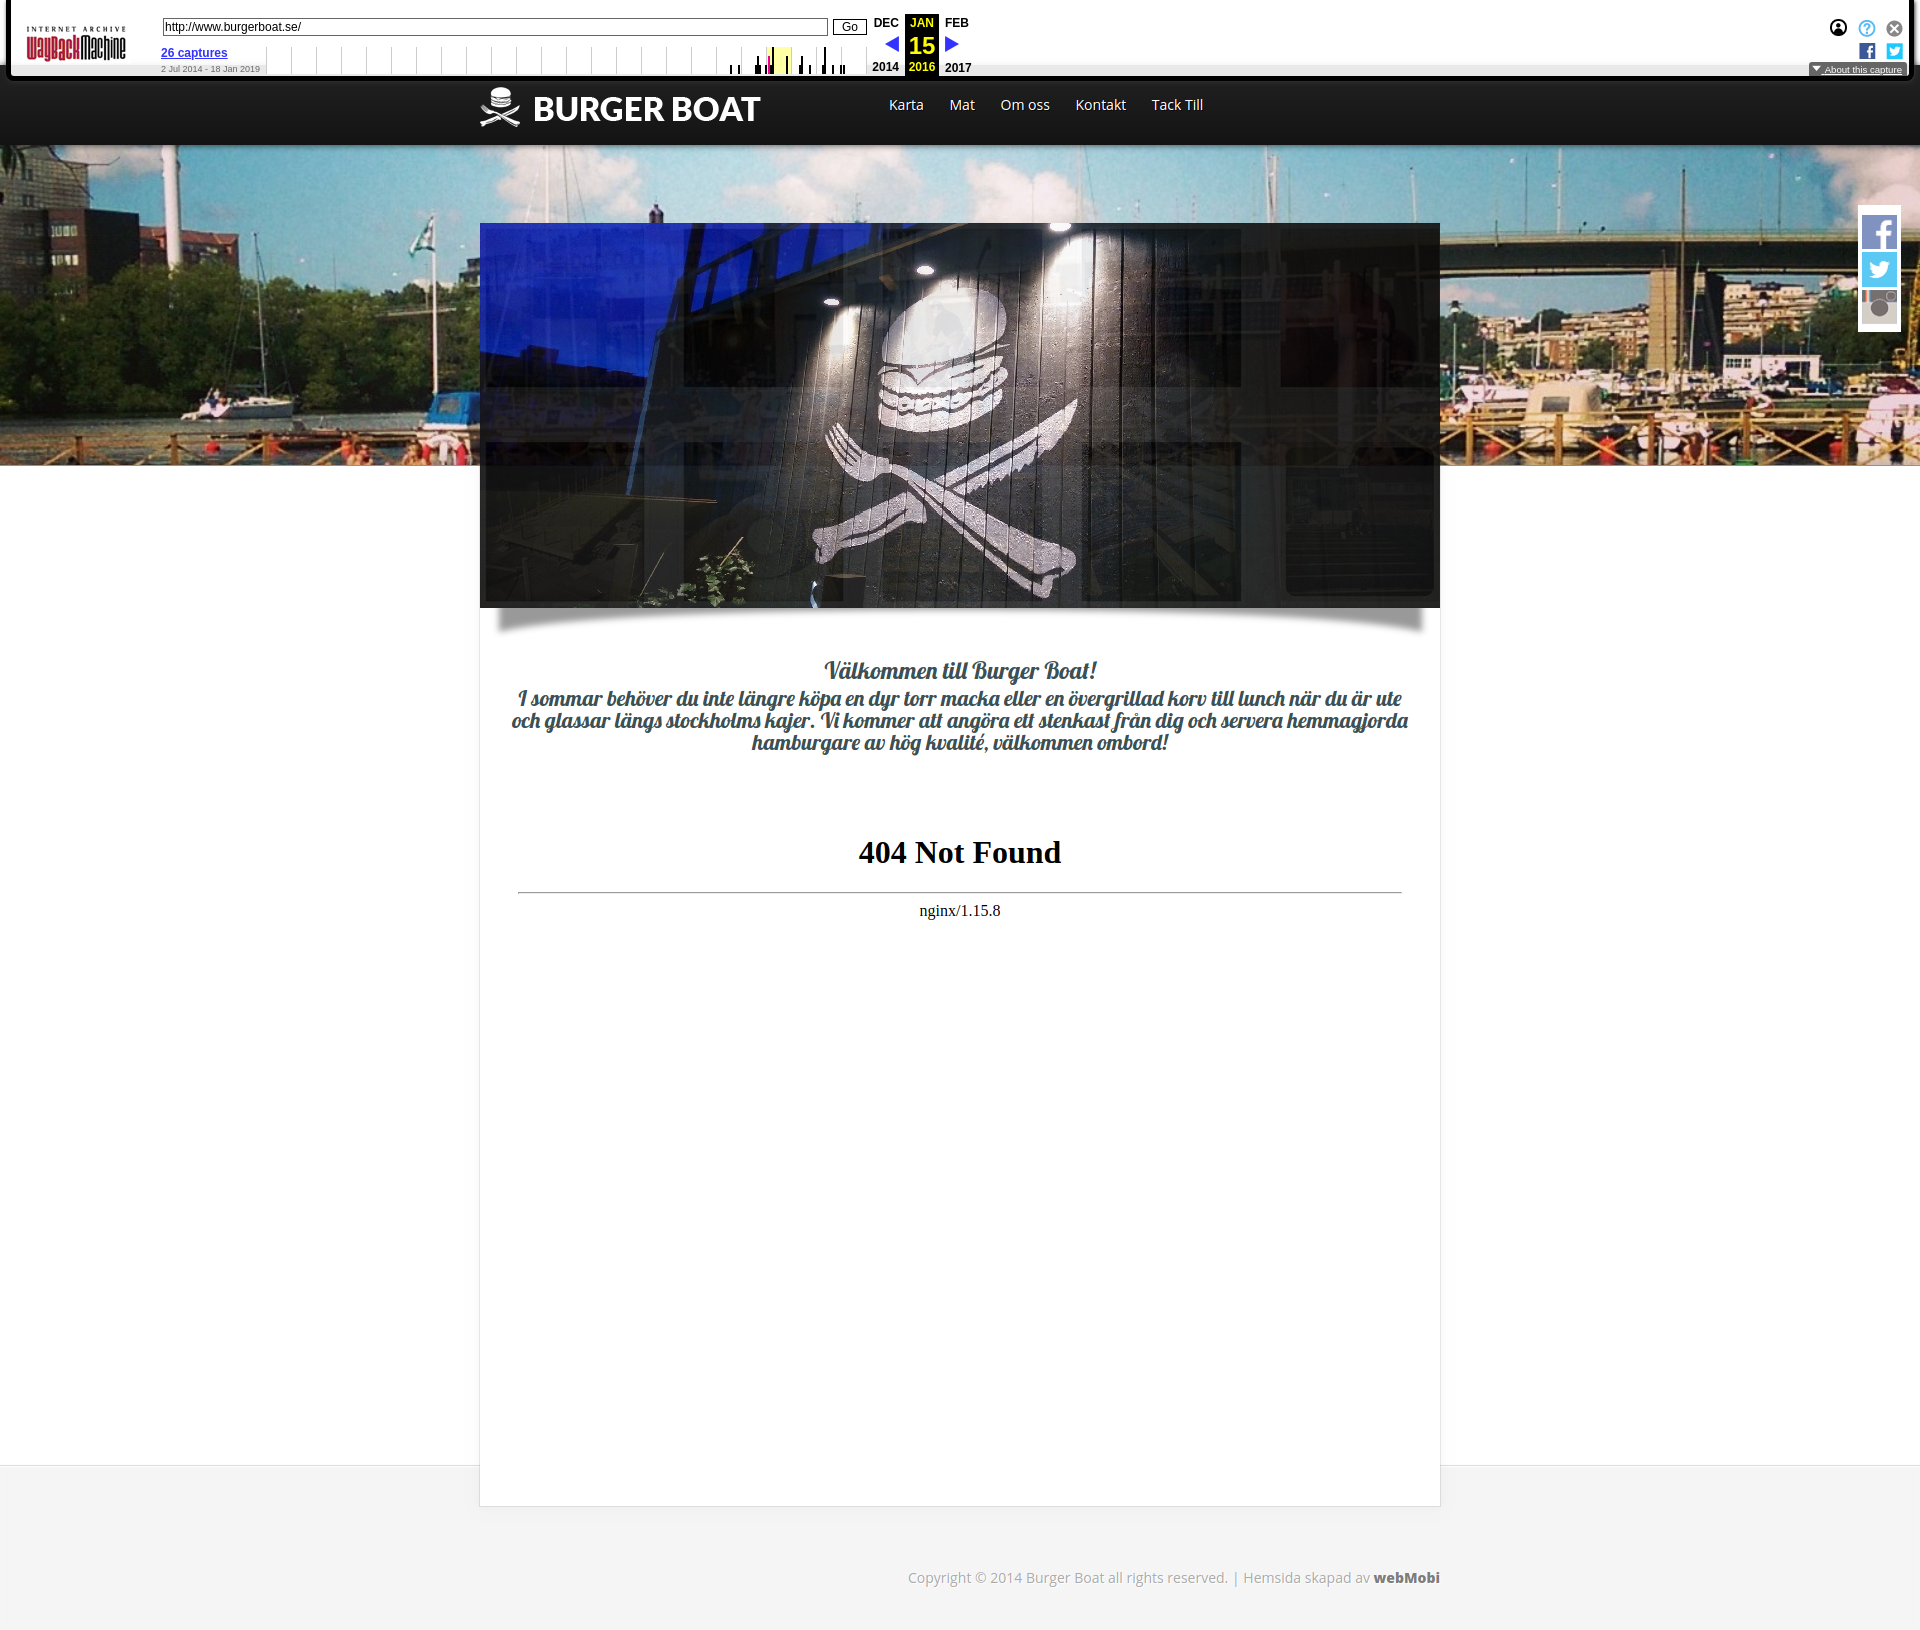 INTERNET ARCHIVE
WayBackMachine
http://www.burgerboat.se/
Go
DEC JAN FEB
15
2014 2016 2017
26 captures
2 Jul 2014 - 18 Jan 2019
About this capture
BURGER BOAT
Karta Mat Om oss Kontakt Tack Till
Välkommen till Burger Boat!
I sommar behöver du inte längre köpa en dyr torr macka eller en övergrillad korv till lunch när du är ute
och glassar längs stockholms kajer. Vi kommer att angöra ett stenkast från dig och servera hemmagjorda
hamburgare av hög kvalité, välkommen ombord!
404 Not Found
nginx/1.15.8
Copyright © 2014 Burger Boat all rights reserved. | Hemsida skapad av webMobi